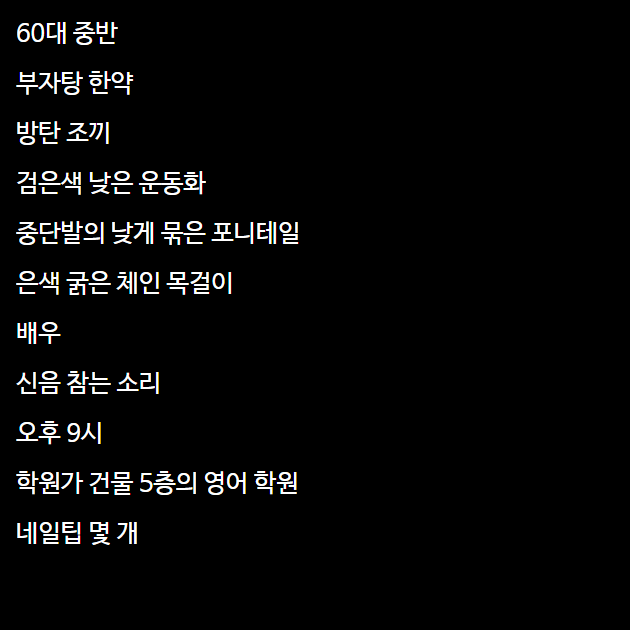 60대 중반
부자탕 한약
방탄 조끼
검은색 낮은 운동화
중단발의 낮게 묶은 포니테일
은색 굵은 체인 목걸이
배우
신음 참는 소리
오후 9시
학원가 건물 5층의 영어 학원
네일팁 몇 개